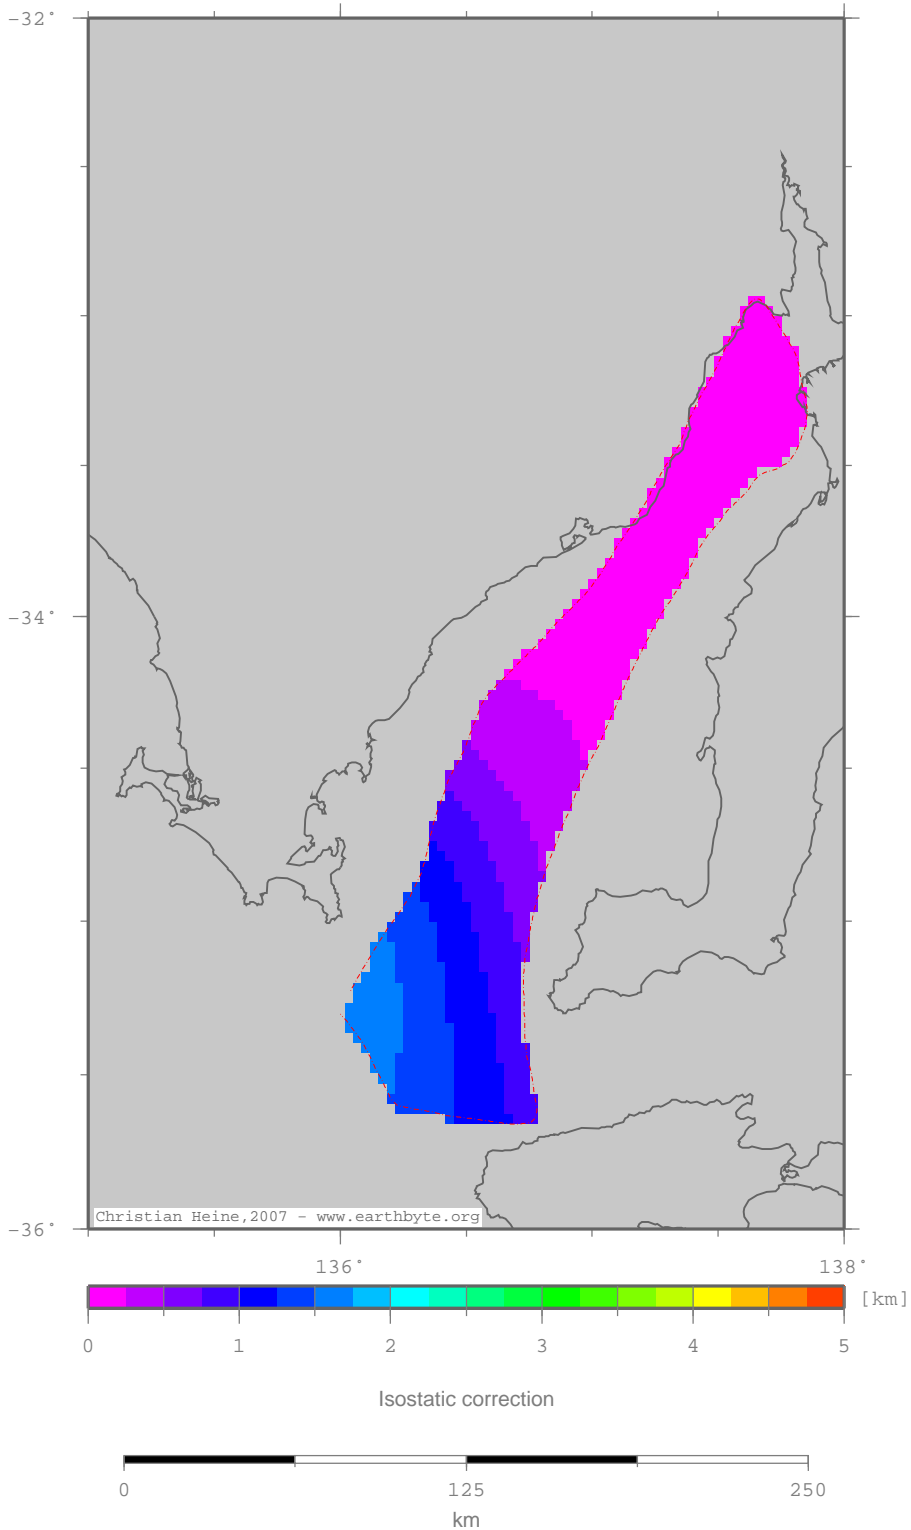 -32°
-34°
-36°
Christian Heine,2007 - www.earthbyte.org
136° 138°
[km]
0 1 2 3 4 5
Isostatic correction
0 125 250
km